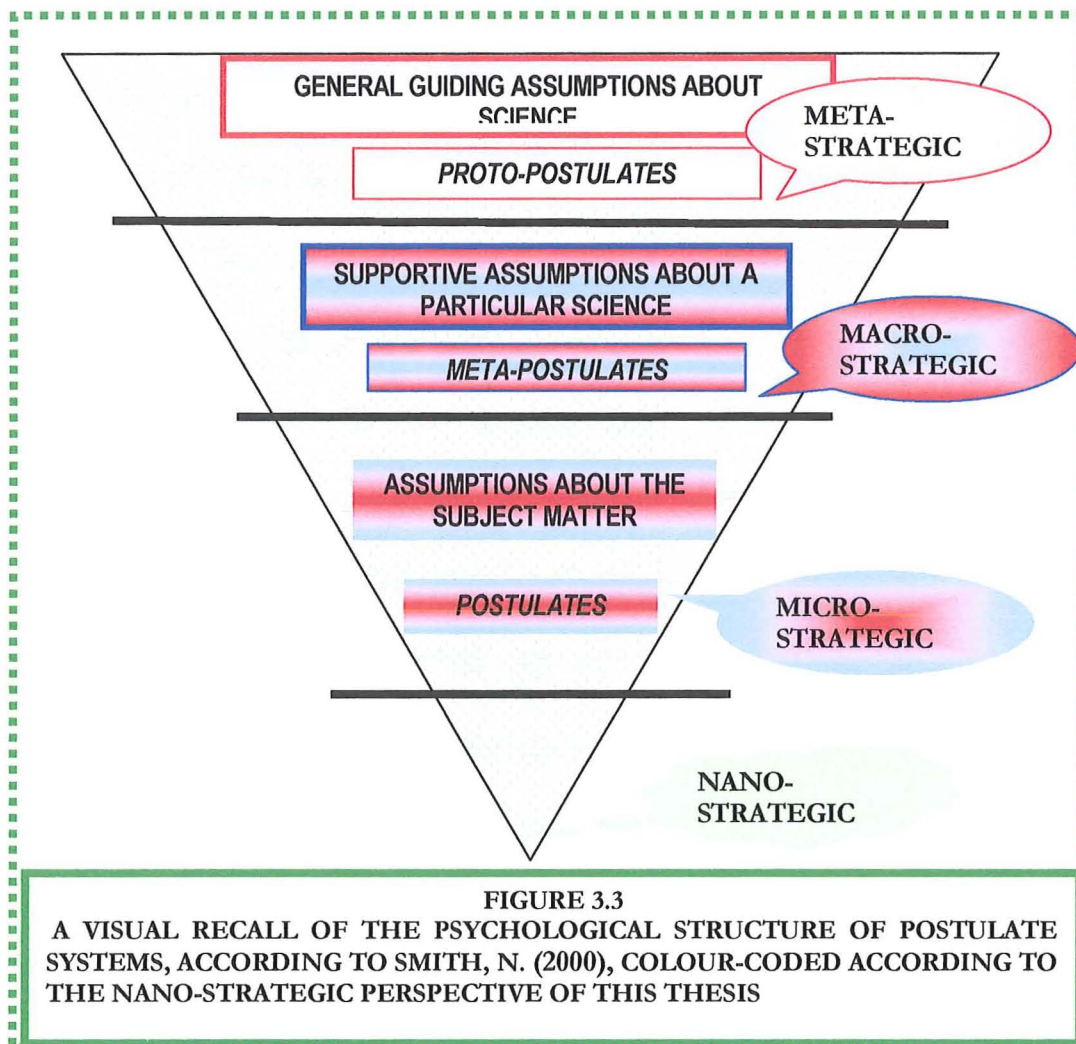 GENERAL GUIDING ASSUMPTIONS ABOUT
SCIENCE
META-
STRATEGIC
PROTO-POSTULATES
SUPPORTIVE ASSUMPTIONS ABOUT A
PARTICULAR SCIENCE
MACRO-
STRATEGIC
META-POSTULATES
ASSUMPTIONS ABOUT THE
SUBJECT MATTER
POSTULATES
MICRO-
STRATEGIC
NANO-
STRATEGIC
FIGURE 3.3
A VISUAL RECALL OF THE PSYCHOLOGICAL STRUCTURE OF POSTULATE
SYSTEMS, ACCORDING TO SMITH, N. (2000), COLOUR-CODED ACCORDING TO
THE NANO-STRATEGIC PERSPECTIVE OF THIS THESIS